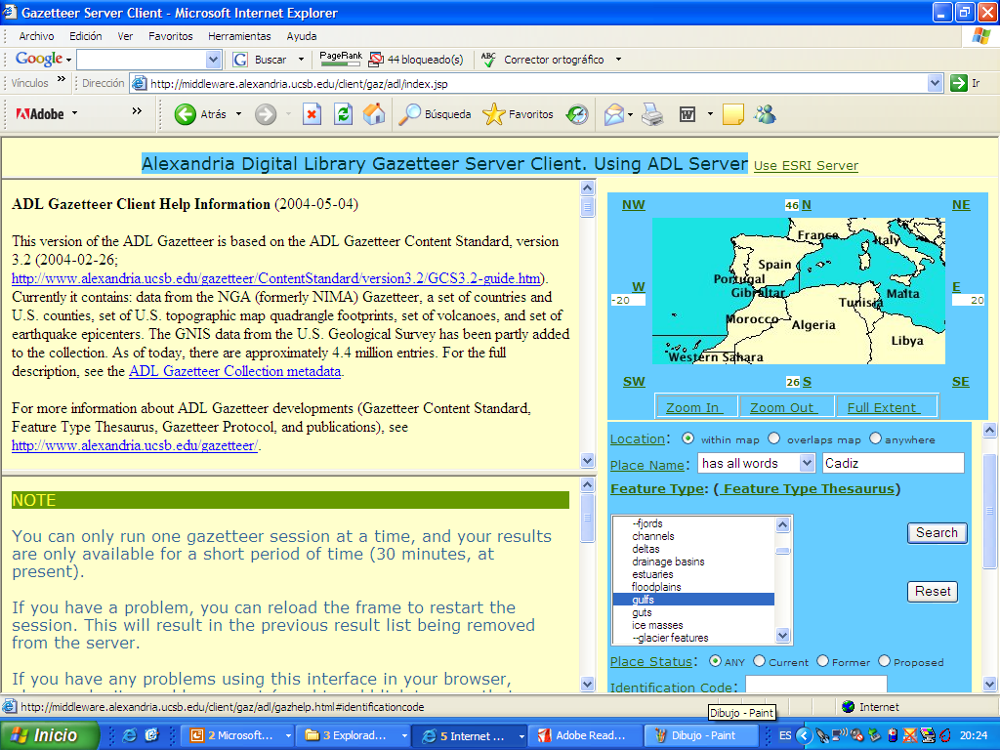 Gazetteer Server Client - Microsoft Internet Explorer
Archivo Edición Ver Favoritos Herramientas Ayuda
Google Buscar PageRank 44 bloqueado(s) ABC Corrector ortográfico
Vínculos » Dirección http://middleware.alexandria.ucsb.edu/client/gaz/adl/index.jsp Ir
Adobe » Atrás Búsqueda Favoritos W
Alexandria Digital Library Gazetteer Server Client. Using ADL Server Use ESRI Server
ADL Gazetteer Client Help Information (2004-05-04)
This version of the ADL Gazetteer is based on the ADL Gazetteer Content Standard, version
3.2 (2004-02-26;
http://www.alexandria.ucsb.edu/gazetteer/ContentStandard/version3.2/GCS3.2-guide.htm).
Currently it contains: data from the NGA (formerly NIMA) Gazetteer, a set of countries and
U.S. counties, set of U.S. topographic map quadrangle footprints, set of volcanoes, and set of
earthquake epicenters. The GNIS data from the U.S. Geological Survey has been partly added
to the collection. As of today, there are approximately 4.4 million entries. For the full
description, see the ADL Gazetteer Collection metadata.
For more information about ADL Gazetteer developments (Gazetteer Content Standard,
Feature Type Thesaurus, Gazetteer Protocol, and publications), see
http://www.alexandria.ucsb.edu/gazetteer/.
NOTE
You can only run one gazetteer session at a time, and your results
are only available for a short period of time (30 minutes, at
present).
If you have a problem, you can reload the frame to restart the
session. This will result in the previous result list being removed
from the server.
If you have any problems using this interface in your browser,
NW 46 N NE
France
Italy
Spain
Portugal
W Gibraltar Malta E
-20 Tunisia 20
Morocco
Algeria
Libya
Western Sahara
SW 26 S SE
Zoom In Zoom Out Full Extent
Location: within map overlaps map anywhere
Place Name: has all words Cadiz
Feature Type: ( Feature Type Thesaurus)
--fjords
channels
deltas
drainage basins
estuaries
floodplains
gulfs
guts
ice masses
--glacier features
Search
Reset
Place Status: ANY Current Former Proposed
Identification Code:
http://middleware.alexandria.ucsb.edu/client/gaz/adl/gazhelp.html#identificationcode Internet
Dibujo - Paint
Inicio 2 Microsoft... 3 Explorad... 5 Internet ... Adobe Read... Dibujo - Paint ES 20:24